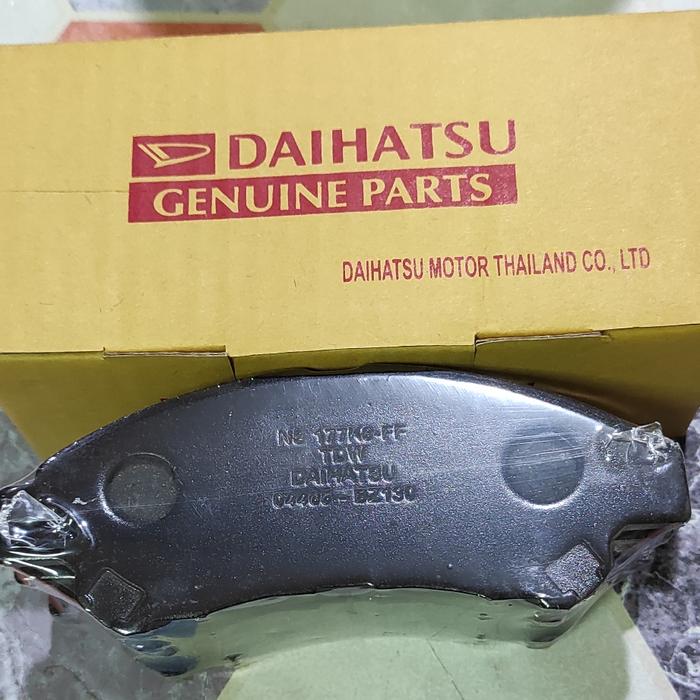 DAIHATSU
GENUINE PARTS
DAIHATSU MOTOR THAILAND CO., LTD
TDW
DAIHATSU